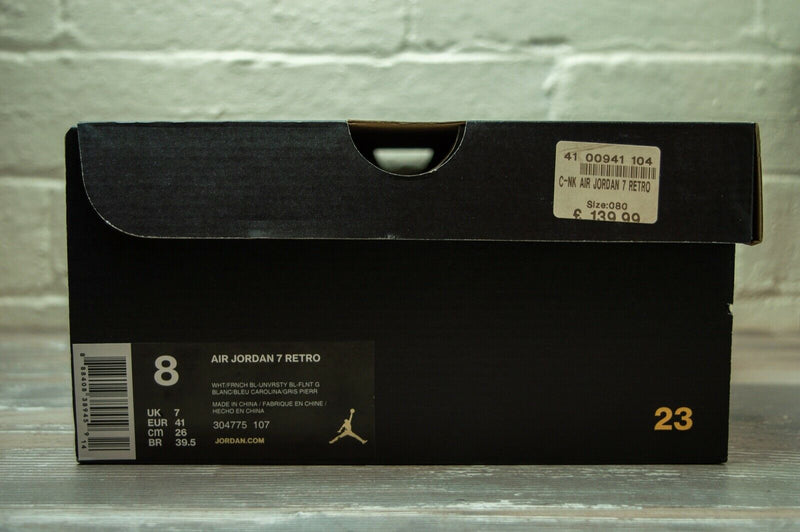 41 00941 104
C-NK AIR JORDAN 7 RETRO
Size:080
£ 139.99
8
AIR JORDAN 7 RETRO
WHT/FRNCH BL-UNVRSTY BL-FLNT G
BLANC/BLEU CAROLINA/GRIS PIERR
MADE IN CHINA / FABRIQUE EN CHINE /
HECHO EN CHINA
304775 107
JORDAN.COM
UK 7
EUR 41
cm 26
BR 39.5
23